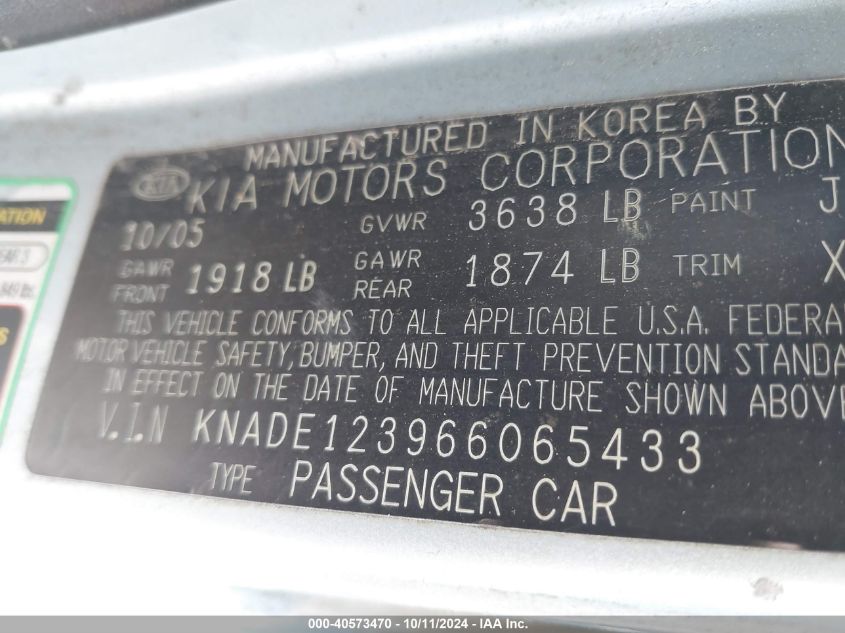 MANUFACTURED IN KOREA BY
KIA KIA MOTORS CORPORATION
10/05 GVWR 3638 LB PAINT J
GAWR FRONT 1918 LB GAWR REAR 1874 LB TRIM X
THIS VEHICLE CONFORMS TO ALL APPLICABLE U.S.A. FEDERA
MOTOR VEHICLE SAFETY, BUMPER, AND THEFT PREVENTION STANDA
IN EFFECT ON THE DATE OF MANUFACTURE SHOWN ABOVE
V.I.N KNADE123966065433
TYPE PASSENGER CAR
ATION
000-40573470 - 10/11/2024 - IAA Inc.